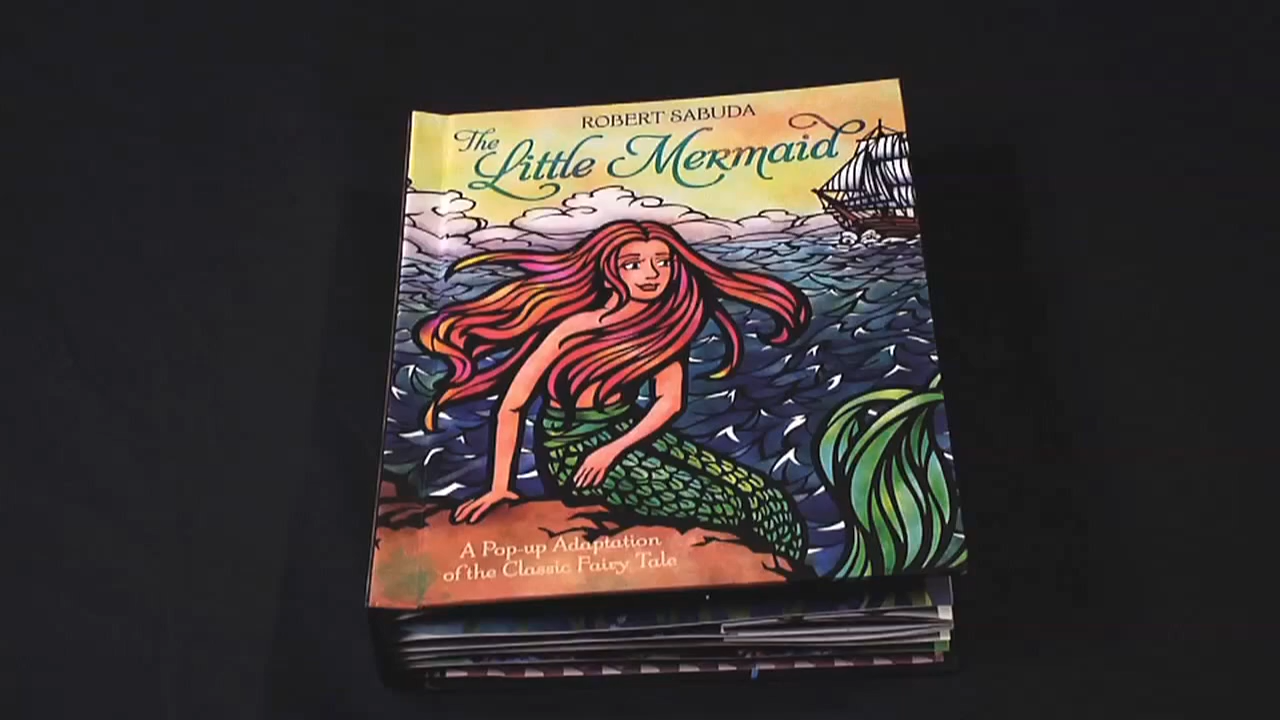 ROBERT SABUDA
The
Little Mermaid
A Pop-up Adaptation
of the Classic Fairy Tale